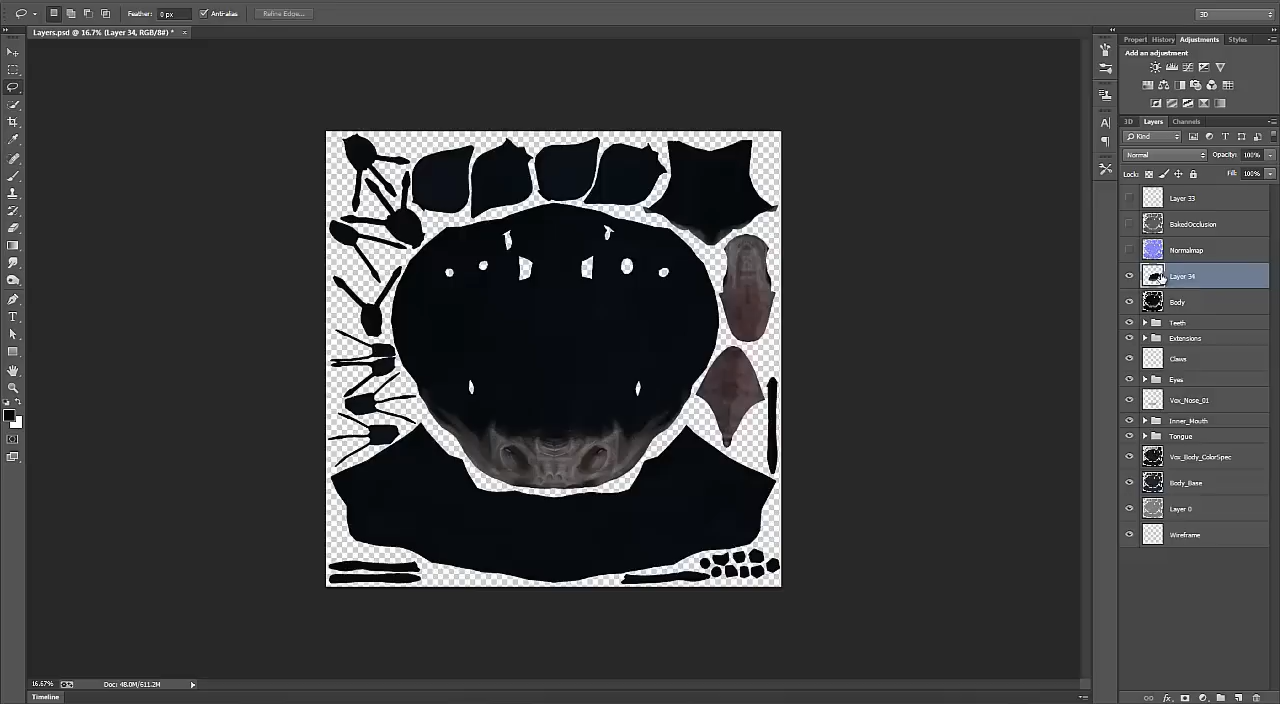 Feather: 0 px Anti-alias Refine Edge... 3D
Layers.psd @ 16.7% (Layer 34, RGB/8#) * ×
Propert History Adjustments Styles
Add an adjustment
3D Layers Channels
Kind
Normal Opacity: 100%
Locks: Fill: 100%
Layer 33
BakedOcclusion
Normalmap
Layer 34
Body
Teeth
Extensions
Claws
Eyes
Vox_Nose_01
Inner_Mouth
Tongue
Vox_Body_ColorSpec
Body_Base
Layer 0
Wireframe
16.67% Doc: 48.0M/611.2M
Timeline